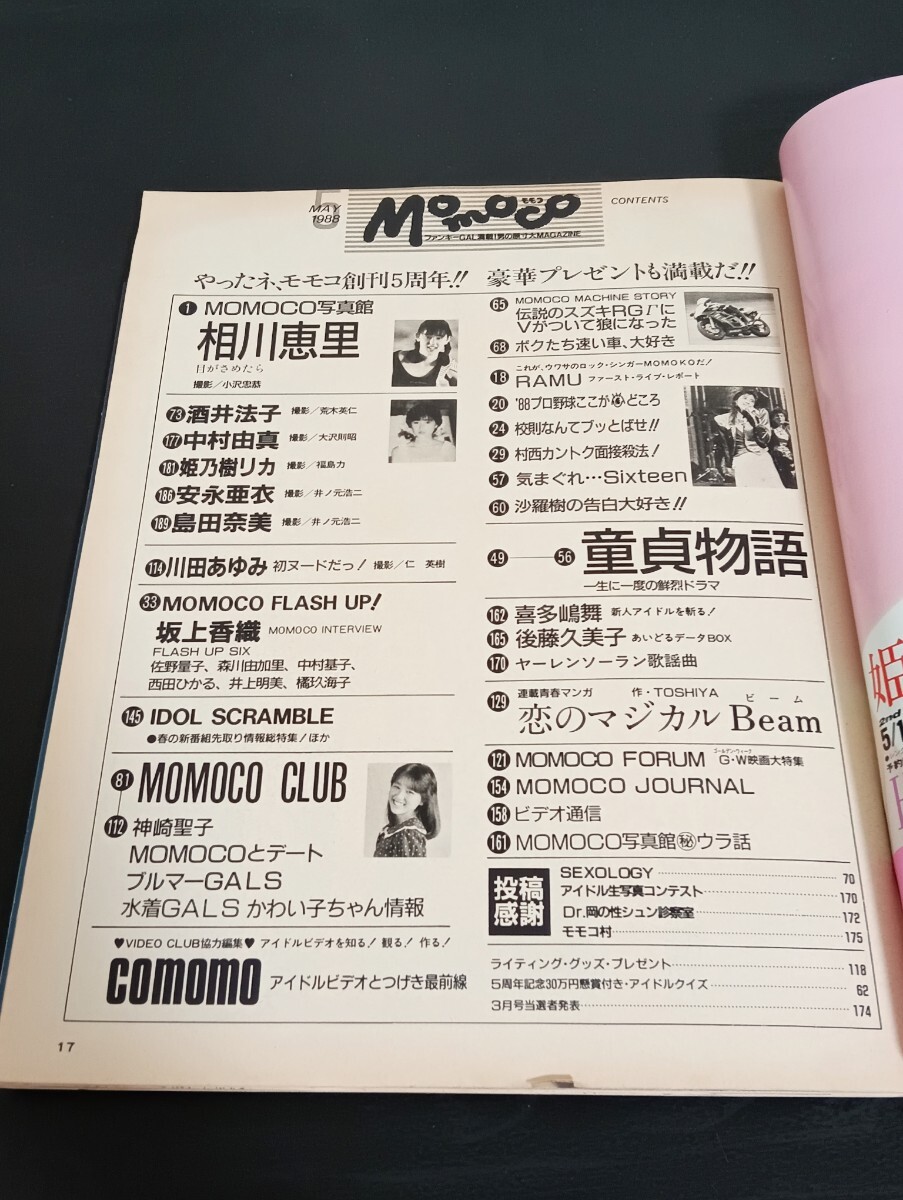 5
MAY
1988
Momoco
モモコ
ファンキーGAL満載!男の原寸大MAGAZINE
CONTENTS
やったネ、モモコ創刊5周年!! 豪華プレゼントも満載だ!!
1 MOMOCO写真館
相川恵里
目がさめたら
撮影/小沢忠恭
73 酒井法子 撮影/荒木英仁
177 中村由真 撮影/大沢則昭
181 姫乃樹リカ 撮影/福島力
186 安永亜衣 撮影/井ノ元浩二
189 島田奈美 撮影/井ノ元浩二
114 川田あゆみ 初ヌードだっ! 撮影/仁 英樹
33 MOMOCO FLASH UP!
坂上香織 MOMOCO INTERVIEW
FLASH UP SIX
佐野量子、森川由加里、中村基子、
西田ひかる、井上明美、橘玖海子
145 IDOL SCRAMBLE
●春の新番組先取り情報総特集!ほか
81 MOMOCO CLUB
112 神崎聖子
MOMOCOとデート
ブルマーGALS
水着GALS かわい子ちゃん情報
♥VIDEO CLUB協力編集♥ アイドルビデオを知る! 観る! 作る!
comomo アイドルビデオとつげき最前線
65 MOMOCO MACHINE STORY
伝説のスズキRGΓに
Vがついて狼になった
68 ボクたち速い車、大好き
これが、ウワサのロック・シンガーMOMOKOだ!
18 RAMU ファースト・ライブ・レポート
20 '88プロ野球ここが どころ
24 校則なんてブッとばせ!!
29 村西カントク面接殺法!
57 気まぐれ…Sixteen
60 沙羅樹の告白大好き!!
49 56 童貞物語
一生に一度の鮮烈ドラマ
162 喜多嶋舞 新人アイドルを斬る!
165 後藤久美子 あいどるデータBOX
170 ヤーレンソーラン歌謡曲
129 連載青春マンガ 作・TOSHIYA
恋のマジカル Beam
ビーム
121 MOMOCO FORUM G・W映画大特集
ゴールデン・ウィーク
154 MOMOCO JOURNAL
158 ビデオ通信
161 MOMOCO写真館㊙ウラ話
投稿
感謝
SEXOLOGY 70
アイドル生写真コンテスト 170
Dr.岡の性シュン診察室 172
モモコ村 175
ライティング・グッズ・プレゼント 118
5周年記念30万円懸賞付き・アイドルクイズ 62
3月号当選者発表 174
17
姫
2nd
5/1
予約